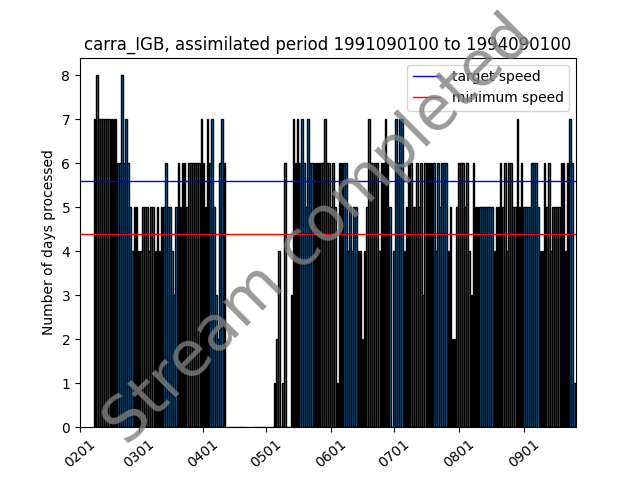 carra_IGB, assimilated period 1991090100 to 1994090100
target speed
minimum speed
Stream completed
Number of days processed
8
7
6
5
4
3
2
1
0
0201 0301 0401 0501 0601 0701 0801 0901